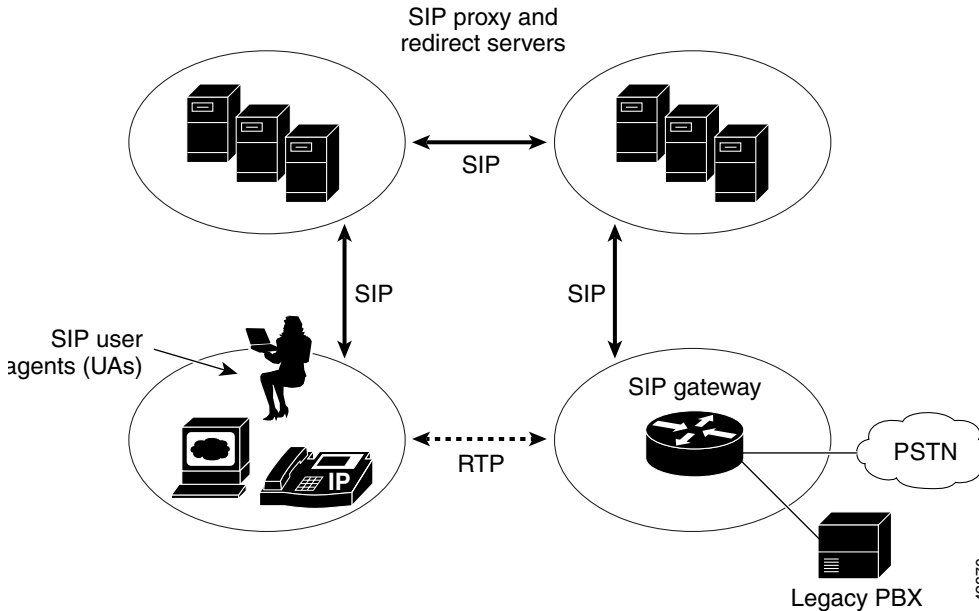 SIP proxy and
redirect servers
SIP
SIP
SIP
SIP user
agents (UAs)
SIP gateway
IP
RTP
PSTN
Legacy PBX